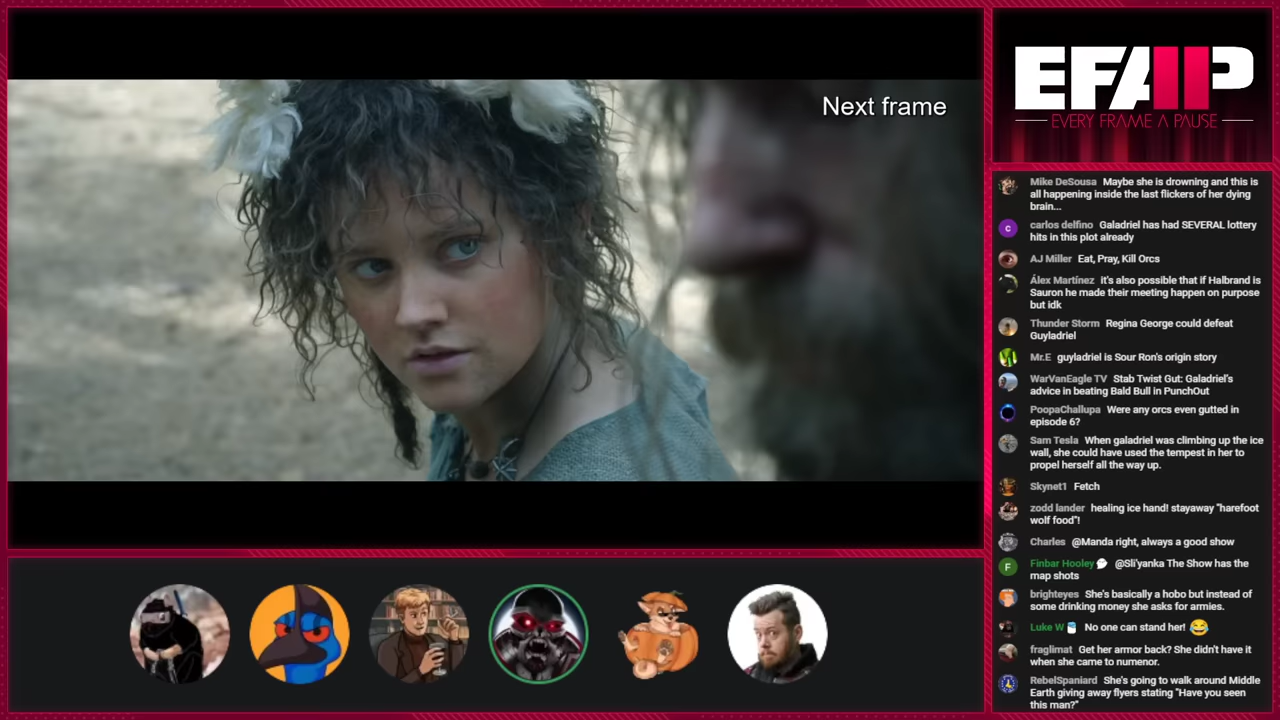 Next frame
EFAP
EVERY FRAME A PAUSE
Mike DeSousa Maybe she is drowning and this is
all happening inside the last flickers of her dying
brain...
c
carlos delfino Galadriel has had SEVERAL lottery
hits in this plot already
AJ Miller Eat, Pray, Kill Orcs
Álex Martínez it's also possible that if Halbrand is
Sauron he made their meeting happen on purpose
but idk
Thunder Storm Regina George could defeat
Guyladriel
Mr.E guyladriel is Sour Ron's origin story
WarVanEagle TV Stab Twist Gut: Galadriel's
advice in beating Bald Bull in PunchOut
PoopaChallupa Were any orcs even gutted in
episode 6?
Sam Tesla When galadriel was climbing up the ice
wall, she could have used the tempest in her to
propel herself all the way up.
Skynet1 Fetch
zodd lander healing ice hand! stayaway "harefoot
wolf food"!
Charles @Manda right, always a good show
F
Finbar Hooley @Sli'yanka The Show has the
map shots
brighteyes She's basically a hobo but instead of
some drinking money she asks for armies.
Luke W No one can stand her! 😂
fraglimat Get her armor back? She didn't have it
when she came to numenor.
RebelSpaniard She's going to walk around Middle
Earth giving away flyers stating "Have you seen
this man?"